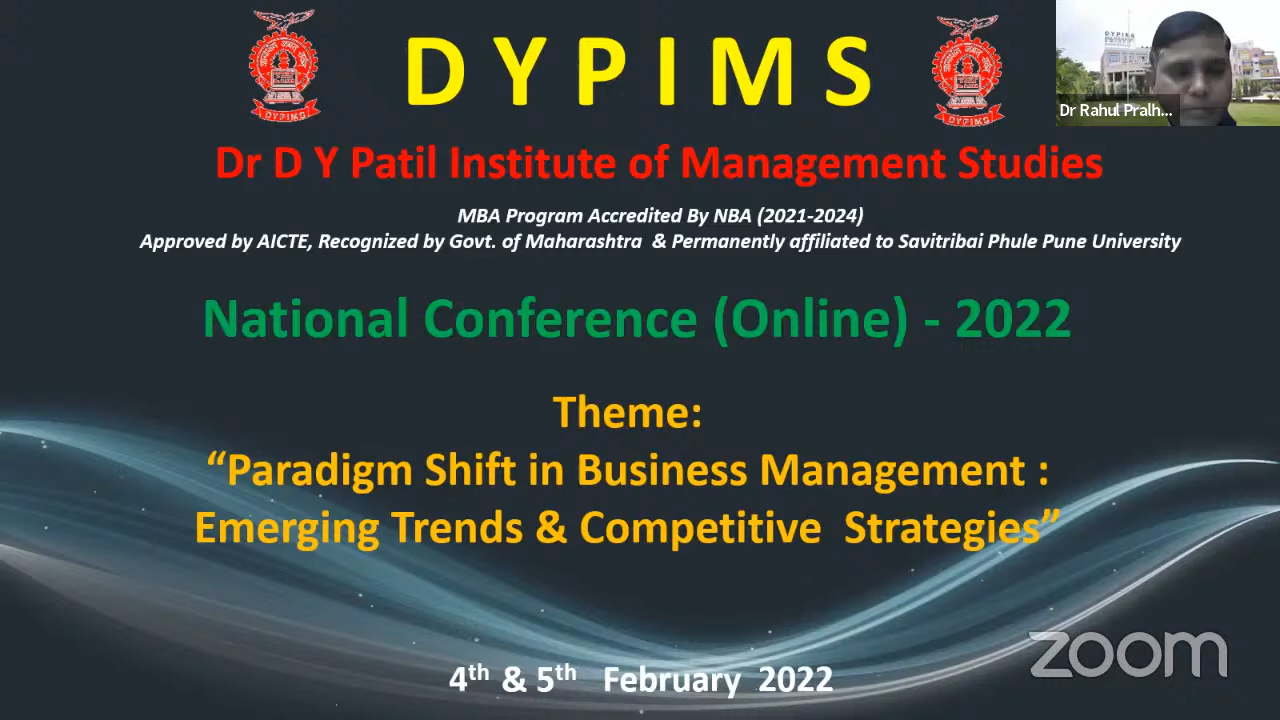 DYPIMS
DYPIMS
DYPIMS
DYPIMS
Dr Rahul Pralh...
Dr D Y Patil Institute of Management Studies
MBA Program Accredited By NBA (2021-2024)
Approved by AICTE, Recognized by Govt. of Maharashtra & Permanently affiliated to Savitribai Phule Pune University
National Conference (Online) - 2022
Theme:
“Paradigm Shift in Business Management :
Emerging Trends & Competitive Strategies”
zoom
4th & 5th February 2022